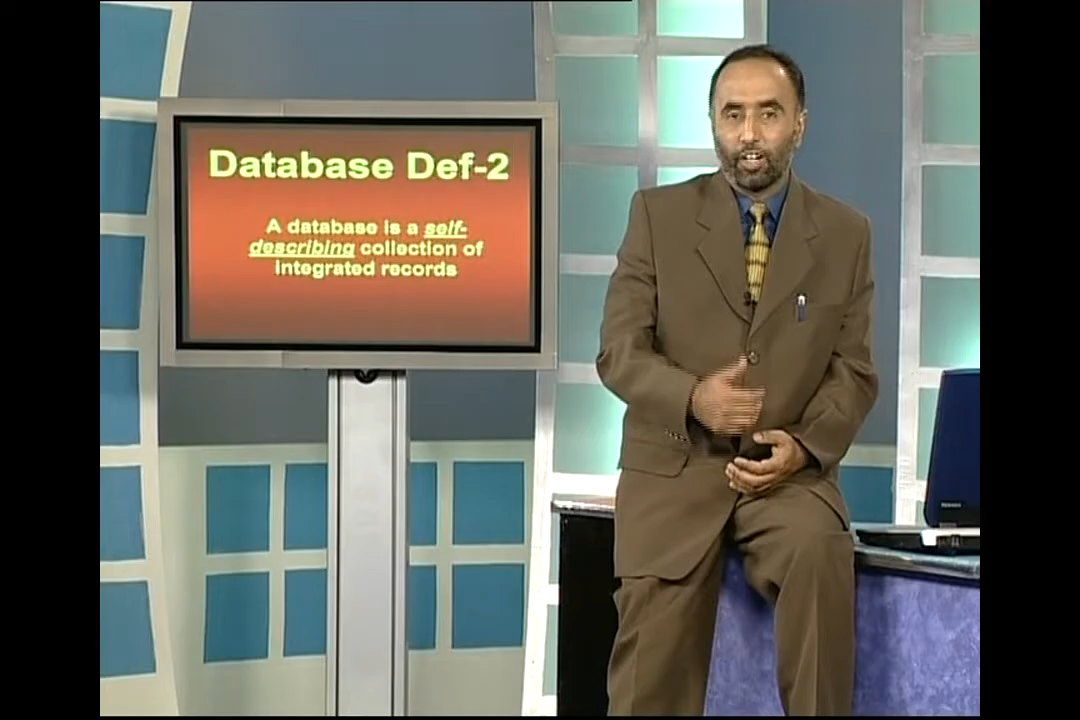 Database Def-2
A database is a self-
describing collection of
integrated records